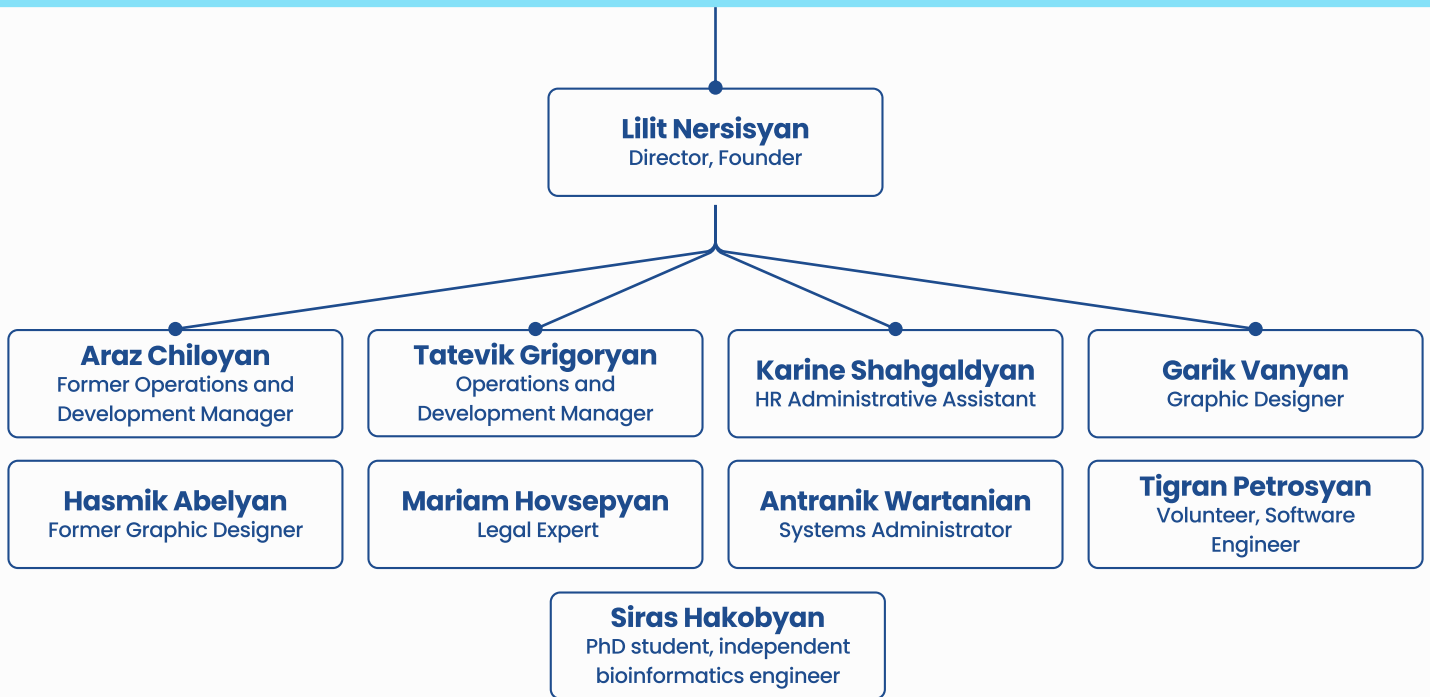 Lilit Nersisyan
Director, Founder
Araz Chiloyan
Former Operations and
Development Manager
Tatevik Grigoryan
Operations and
Development Manager
Karine Shahgaldyan
HR Administrative Assistant
Garik Vanyan
Graphic Designer
Hasmik Abelyan
Former Graphic Designer
Mariam Hovsepyan
Legal Expert
Antranik Wartanian
Systems Administrator
Tigran Petrosyan
Volunteer, Software
Engineer
Siras Hakobyan
PhD student, independent
bioinformatics engineer